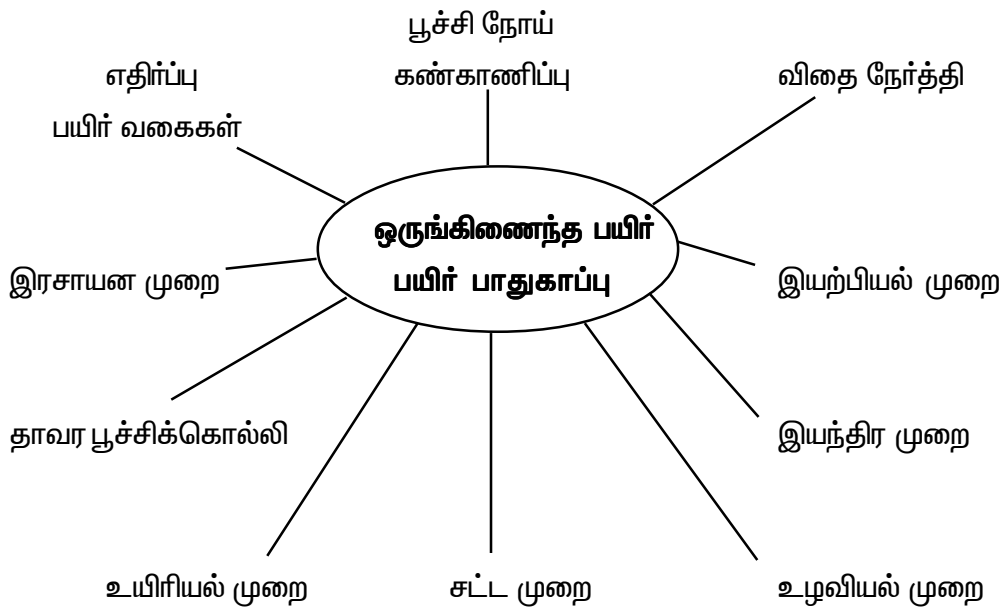 பூச்சி நோய்
கண்காணிப்பு
எதிர்ப்பு
பயிர் வகைகள்
விதை நேர்த்தி
ஒருங்கிணைந்த பயிர்
பயிர் பாதுகாப்பு
இரசாயன முறை
இயற்பியல் முறை
தாவர பூச்சிக்கொல்லி
இயந்திர முறை
உயிரியல் முறை
சட்ட முறை
உழவியல் முறை